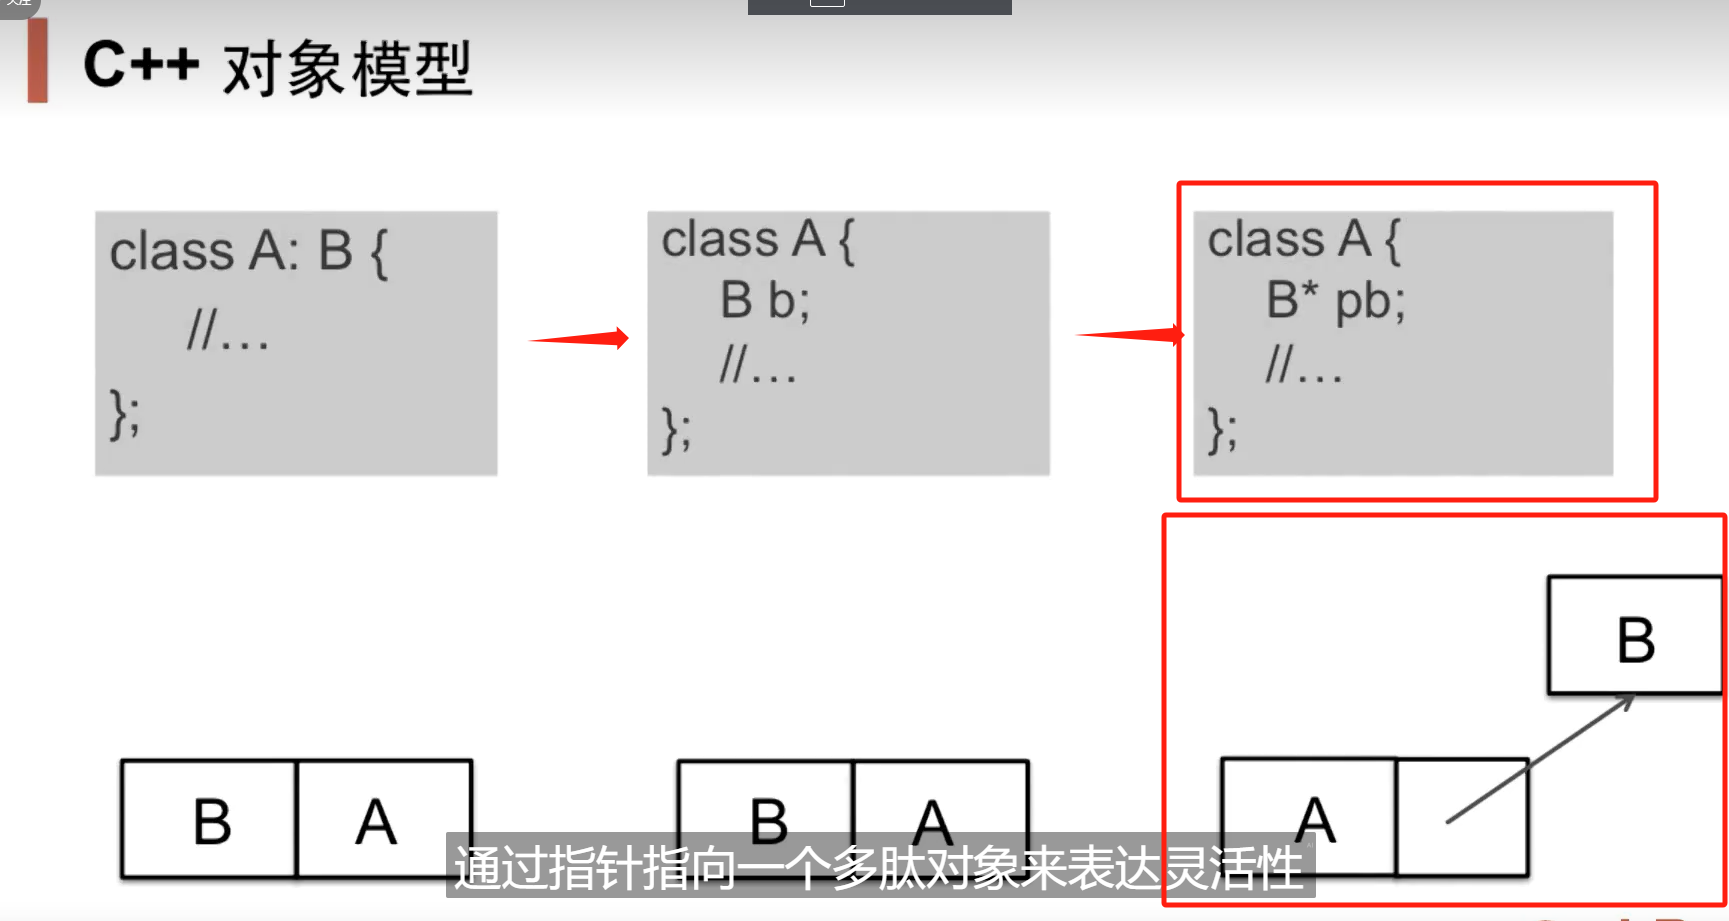 C++ 对象模型
class A: B {
//...
};
class A {
B b;
//...
};
class A {
B* pb;
//...
};
B
B A
B A
A
通过指针指向一个多肽对象来表达灵活性